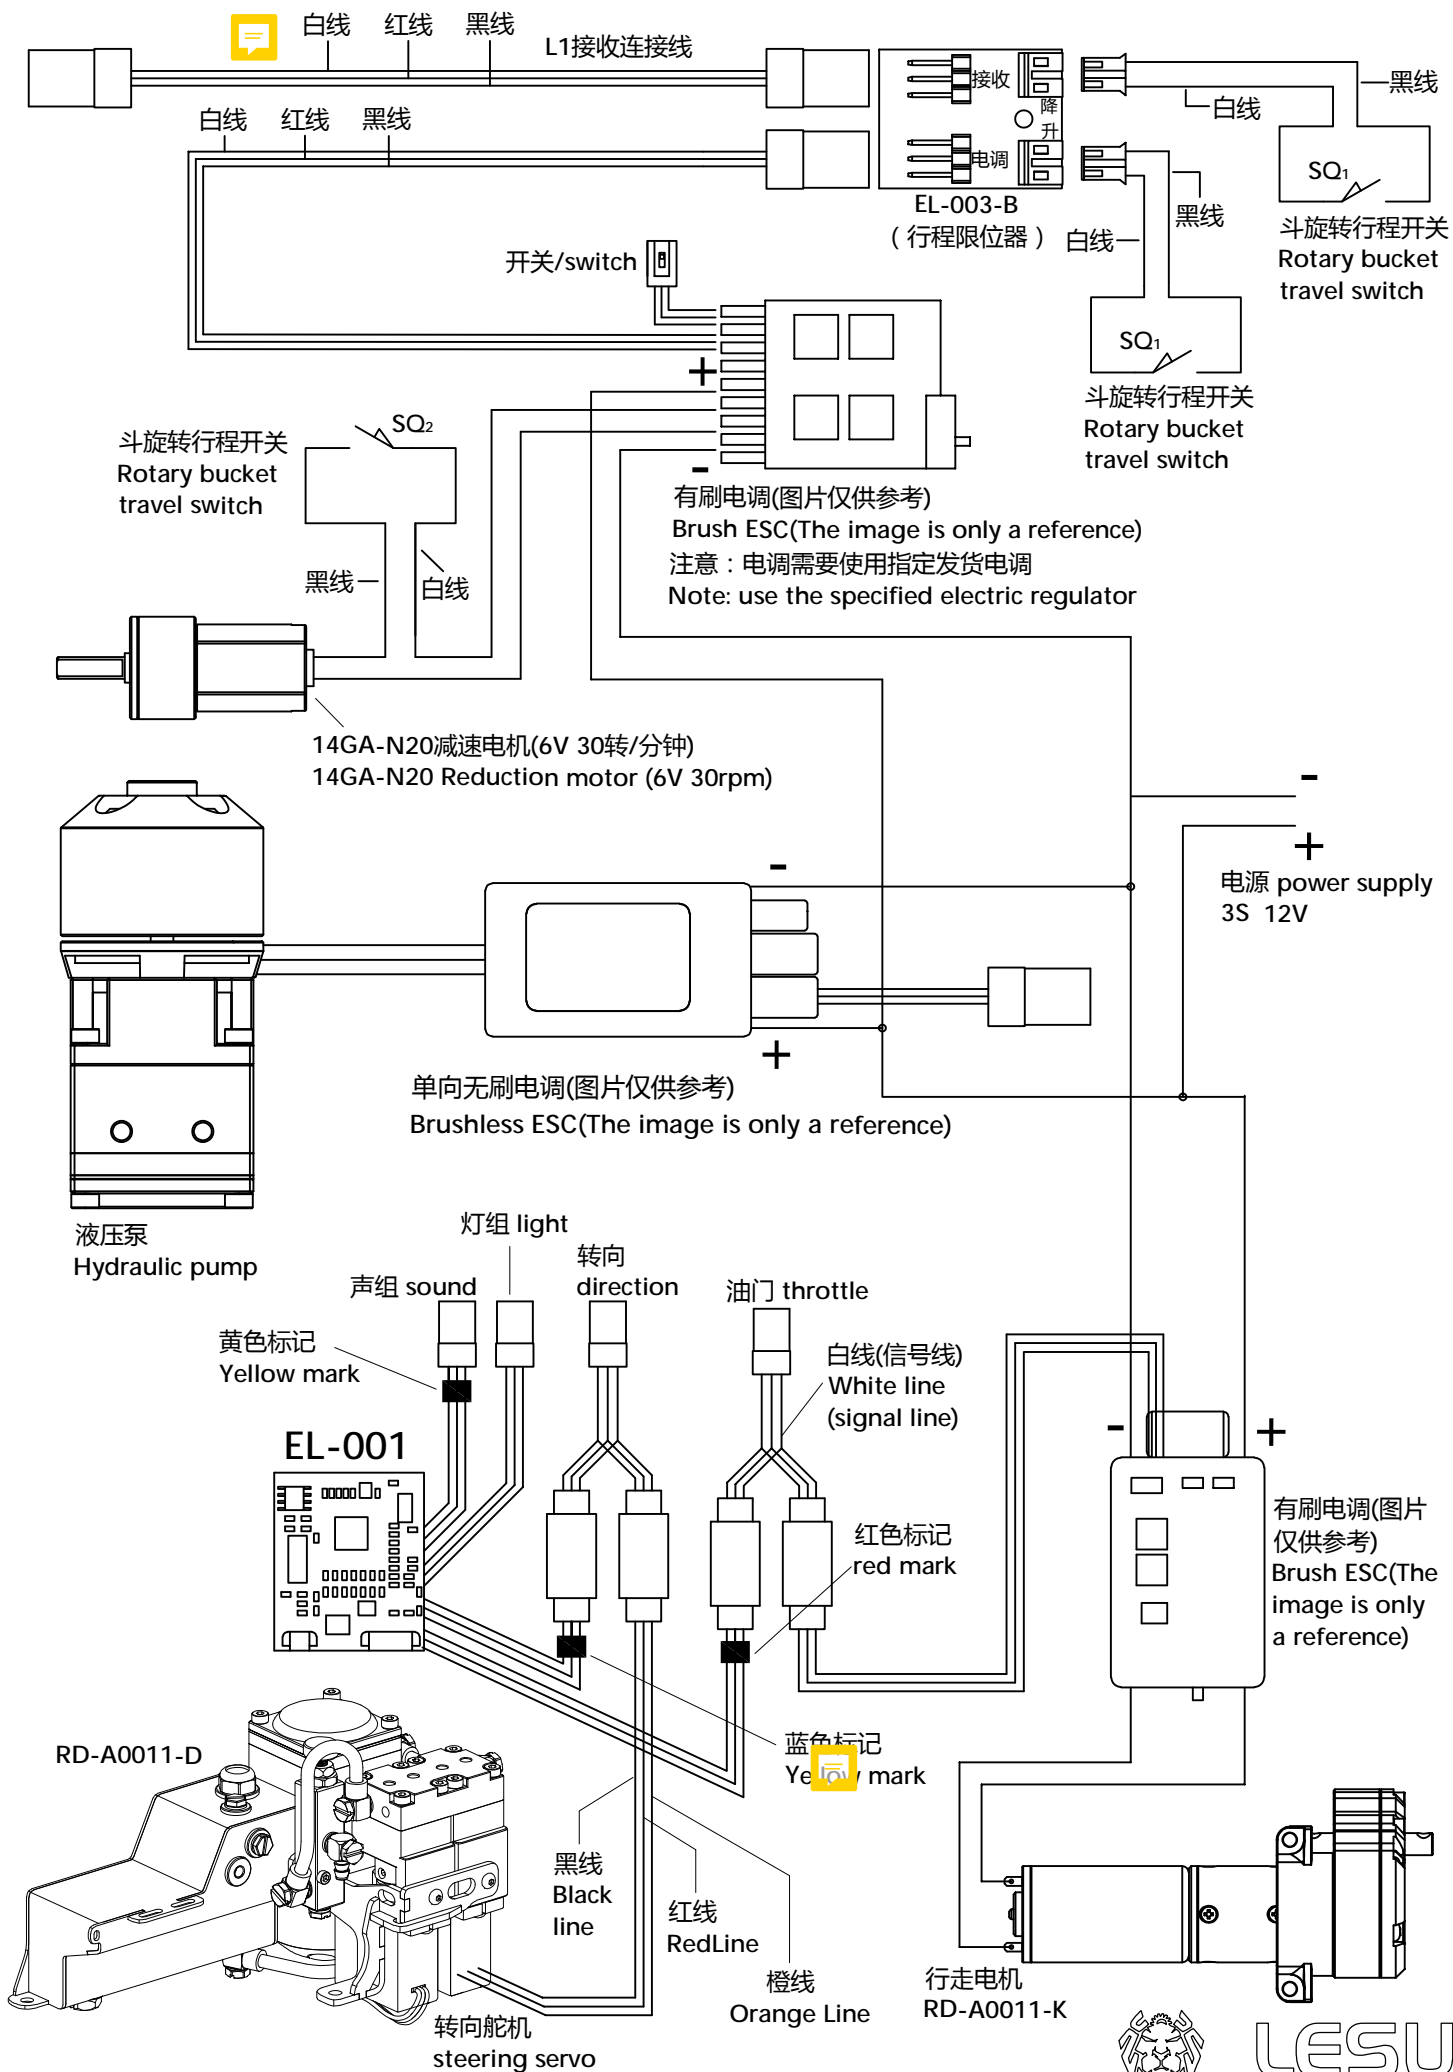 白线 红线 黑线
L1接收连接线
白线 红线 黑线
接收
降
升
电调
EL-003-B
（行程限位器）
黑线
白线
SQ1
斗旋转行程开关
Rotary bucket
travel switch
黑线
白线
SQ1
斗旋转行程开关
Rotary bucket
travel switch
开关/switch
+
-
有刷电调(图片仅供参考)
Brush ESC(The image is only a reference)
注意：电调需要使用指定发货电调
Note: use the specified electric regulator
斗旋转行程开关
Rotary bucket
travel switch
SQ2
黑线
白线
14GA-N20减速电机(6V 30转/分钟)
14GA-N20 Reduction motor (6V 30rpm)
-
+
电源 power supply
3S 12V
-
+
单向无刷电调(图片仅供参考)
Brushless ESC(The image is only a reference)
液压泵
Hydraulic pump
灯组 light
声组 sound
转向
direction
油门 throttle
黄色标记
Yellow mark
白线(信号线)
White line
(signal line)
EL-001
红色标记
red mark
-
+
有刷电调(图片
仅供参考)
Brush ESC(The
image is only
a reference)
蓝色标记
Yellow mark
RD-A0011-D
黑线
Black
line
红线
RedLine
橙线
Orange Line
转向舵机
steering servo
行走电机
RD-A0011-K
LESU